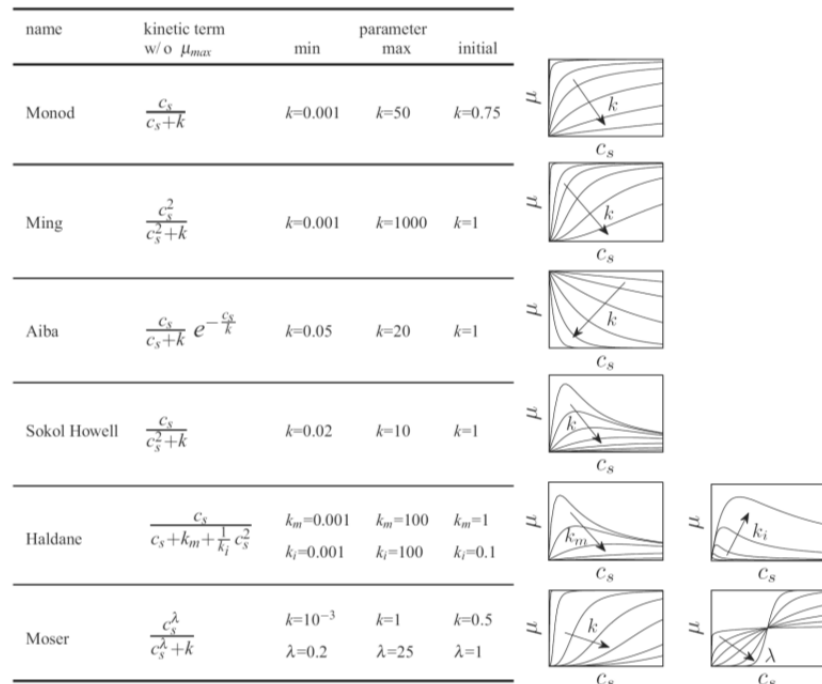 name kinetic term parameter
w/o μmax min max initial
Monod cs/(cs+k) k=0.001 k=50 k=0.75
μ k
cs
Ming cs²/(cs²+k) k=0.001 k=1000 k=1
μ k
cs
Aiba cs/(cs+k) e^(-cs/k) k=0.05 k=20 k=1
μ k
cs
Sokol Howell cs/(cs²+k) k=0.02 k=10 k=1
μ k
cs
Haldane cs/(cs+km+(1/ki)cs²) km=0.001 km=100 km=1
ki=0.001 ki=100 ki=0.1
μ km μ ki
cs cs
Moser cs^λ/(cs^λ+k) k=10⁻³ k=1 k=0.5
λ=0.2 λ=25 λ=1
μ k μ λ
cs cs